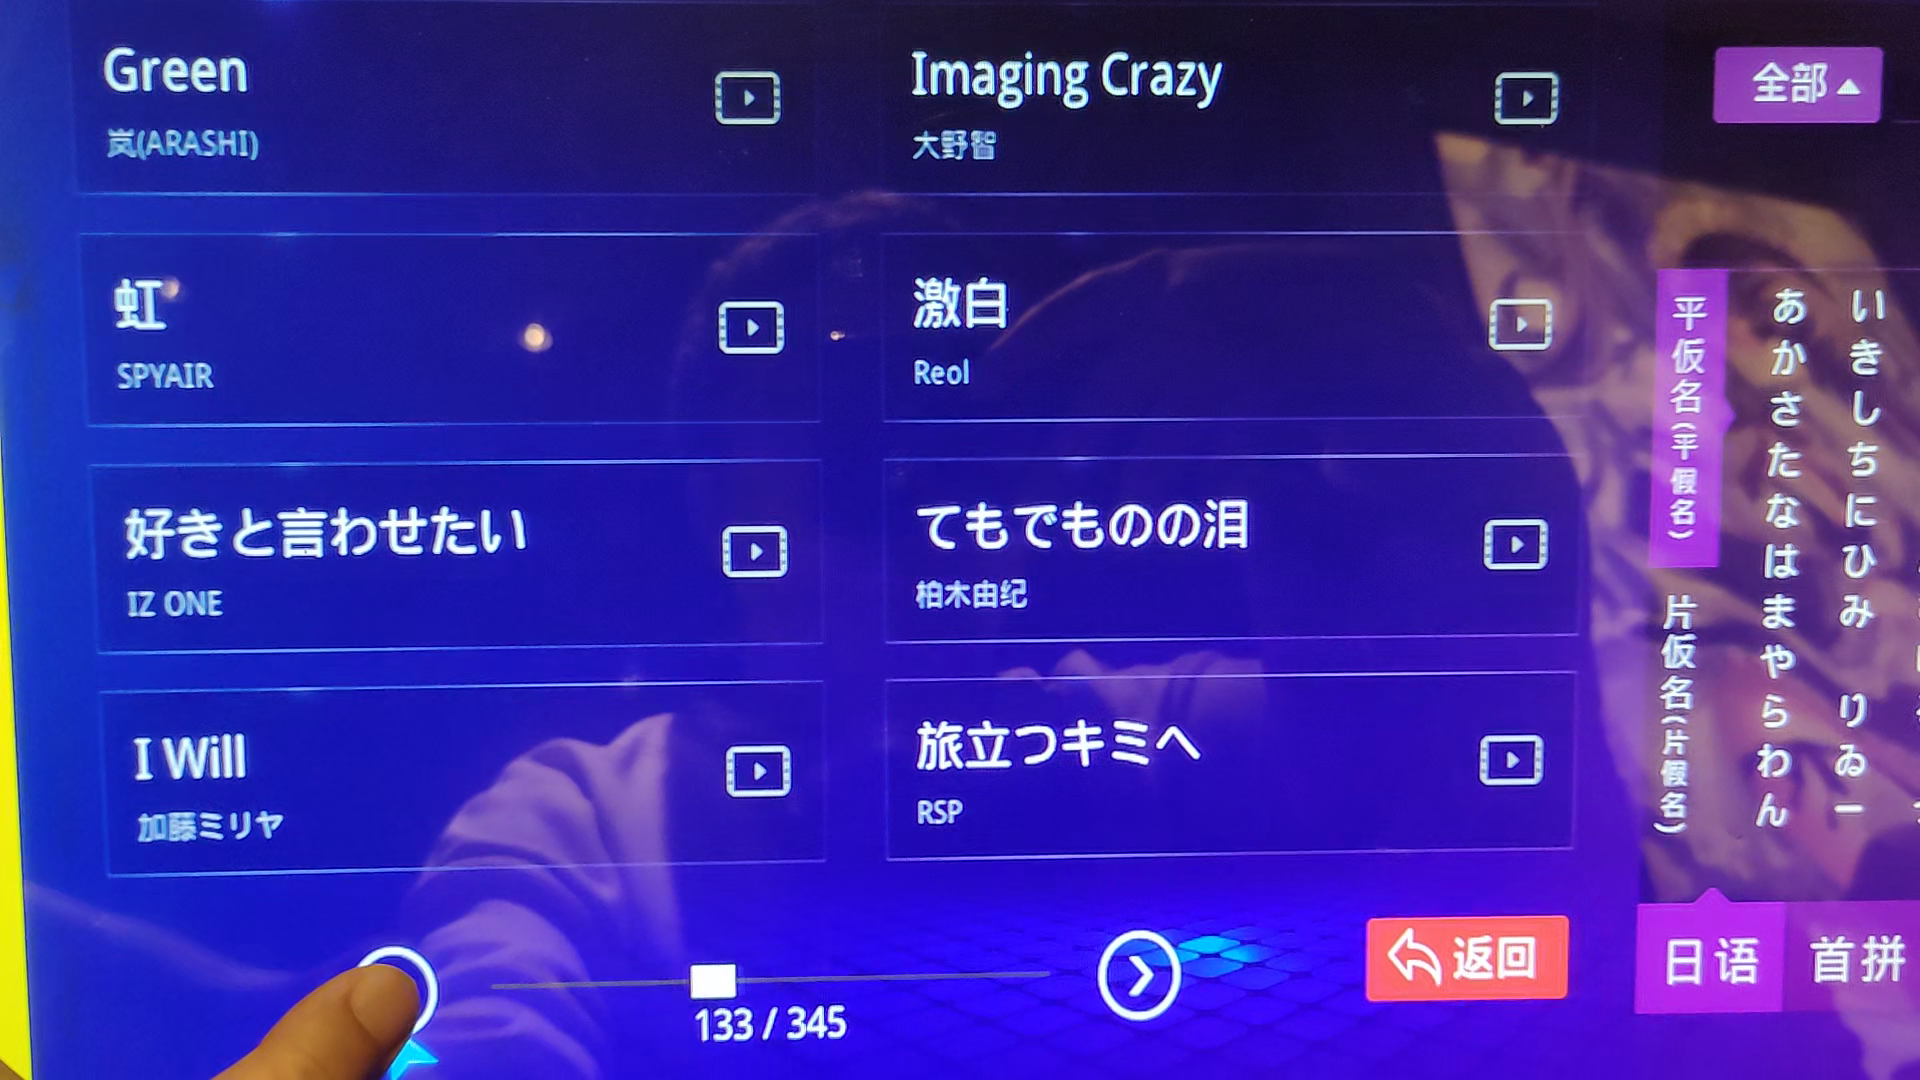 Green
岚(ARASHI)
Imaging Crazy
大野智
全部
虹
SPYAIR
激白
Reol
好きと言わせたい
IZ ONE
てもでものの泪
柏木由纪
I Will
加藤ミリヤ
旅立つキミへ
RSP
平仮名(平假名)
片仮名(片假名)
あかさたなはまやらわん
いきしちにひみ りゐー
133 / 345
返回
日语
首拼